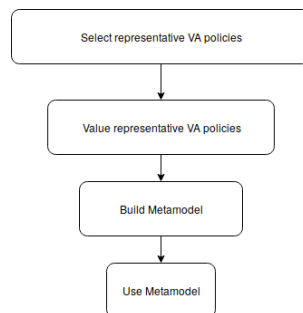 Select representative VA policies
Value representative VA policies
Build Metamodel
Use Metamodel